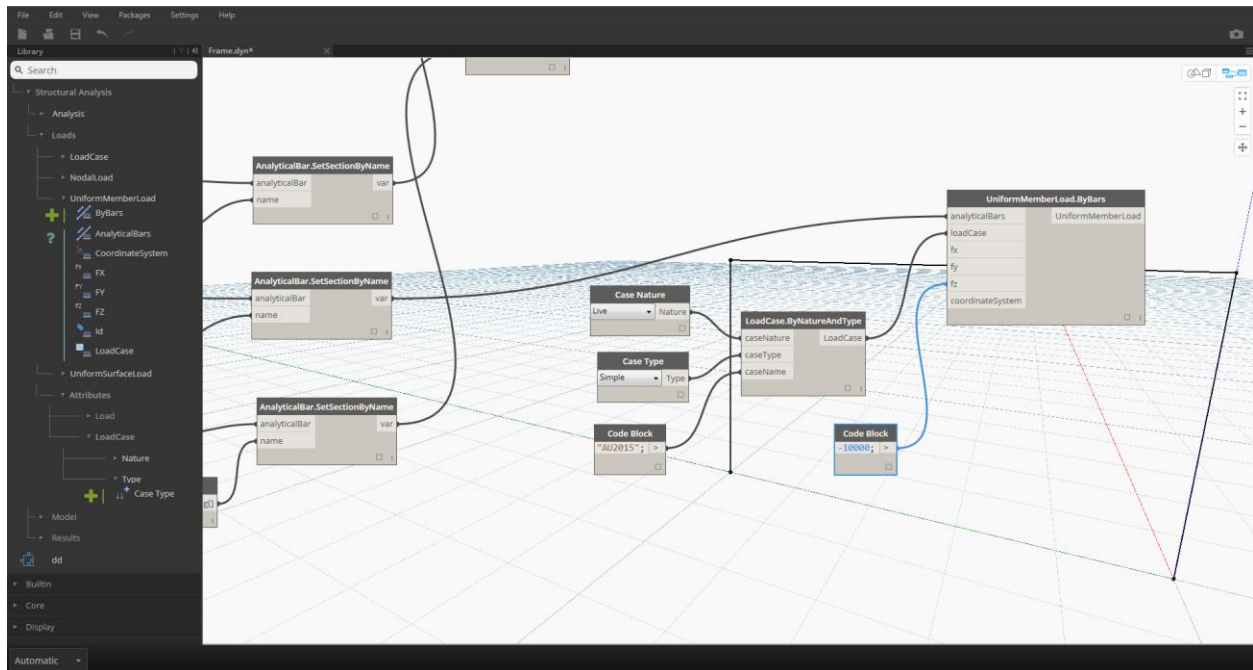 File Edit View Packages Settings Help
Library
Frame.dyn*
Search
Structural Analysis
Analysis
Loads
LoadCase
NodalLoad
UniformMemberLoad
ByBars
AnalyticalBars
CoordinateSystem
FX
FY
FZ
Id
LoadCase
UniformSurfaceLoad
Attributes
Load
LoadCase
Nature
Type
Case Type
Model
Results
dd
Builtin
Core
Display
Automatic
AnalyticalBar.SetSectionByName
analyticalBar var
name
AnalyticalBar.SetSectionByName
analyticalBar var
name
AnalyticalBar.SetSectionByName
analyticalBar var
name
Case Nature
Live Nature
Case Type
Simple Type
Code Block
"AU2015"; >
LoadCase.ByNatureAndType
caseNature LoadCase
caseType
caseName
Code Block
-10000; >
UniformMemberLoad.ByBars
analyticalBars UniformMemberLoad
loadCase
fx
fy
fz
coordinateSystem